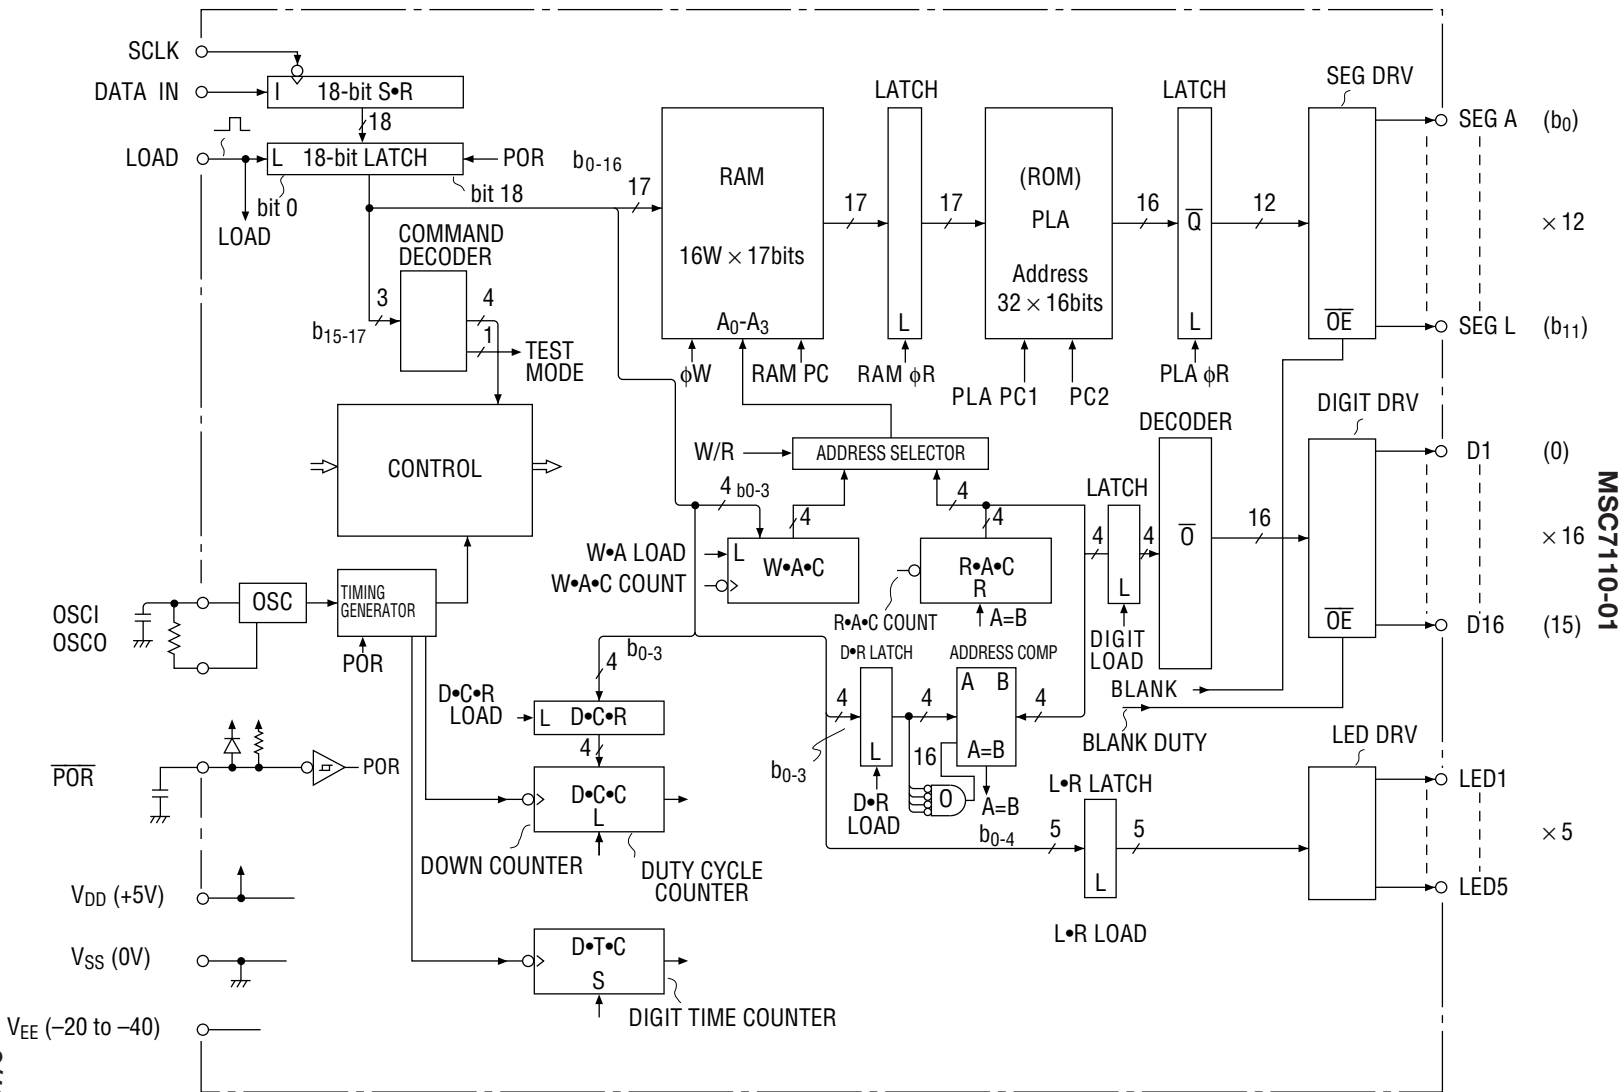 SCLK
DATA IN
I 18-bit S•R
18
LOAD
L 18-bit LATCH
POR
bit 0
bit 18
LOAD
b0-16
17
COMMAND
DECODER
3
b15-17
4
1
TEST
MODE
CONTROL
RAM
16W × 17bits
A0-A3
ϕW
RAM PC
17
LATCH
L
RAM ϕR
17
(ROM)
PLA
Address
32 × 16bits
PLA PC1
PC2
16
LATCH
Q̅
L
PLA ϕR
12
SEG DRV
O̅E̅
SEG A (b0)
× 12
SEG L (b11)
W/R
ADDRESS SELECTOR
4 b0-3
4
4
4
W•A LOAD
L
W•A•C
W•A•C COUNT
R•A•C
R
R•A•C COUNT
A=B
LATCH
4
4
L
DIGIT
LOAD
DECODER
O̅
16
DIGIT DRV
O̅E̅
D1 (0)
× 16
D16 (15)
MSC7110-01
OSCI
OSCO
OSC
TIMING
GENERATOR
POR
D•C•R
LOAD
b0-3
4
L D•C•R
4
D•C•C
L
DOWN COUNTER
DUTY CYCLE
COUNTER
D•R LATCH
4
b0-3
L
D•R
LOAD
4
ADDRESS COMP
A B
A=B
16
O
A=B
4
BLANK
BLANK DUTY
P̅O̅R̅
POR
b0-4
5
L•R LATCH
L
5
L•R LOAD
LED DRV
LED1
× 5
LED5
VDD (+5V)
VSS (0V)
VEE (–20 to –40)
D•T•C
S
DIGIT TIME COUNTER